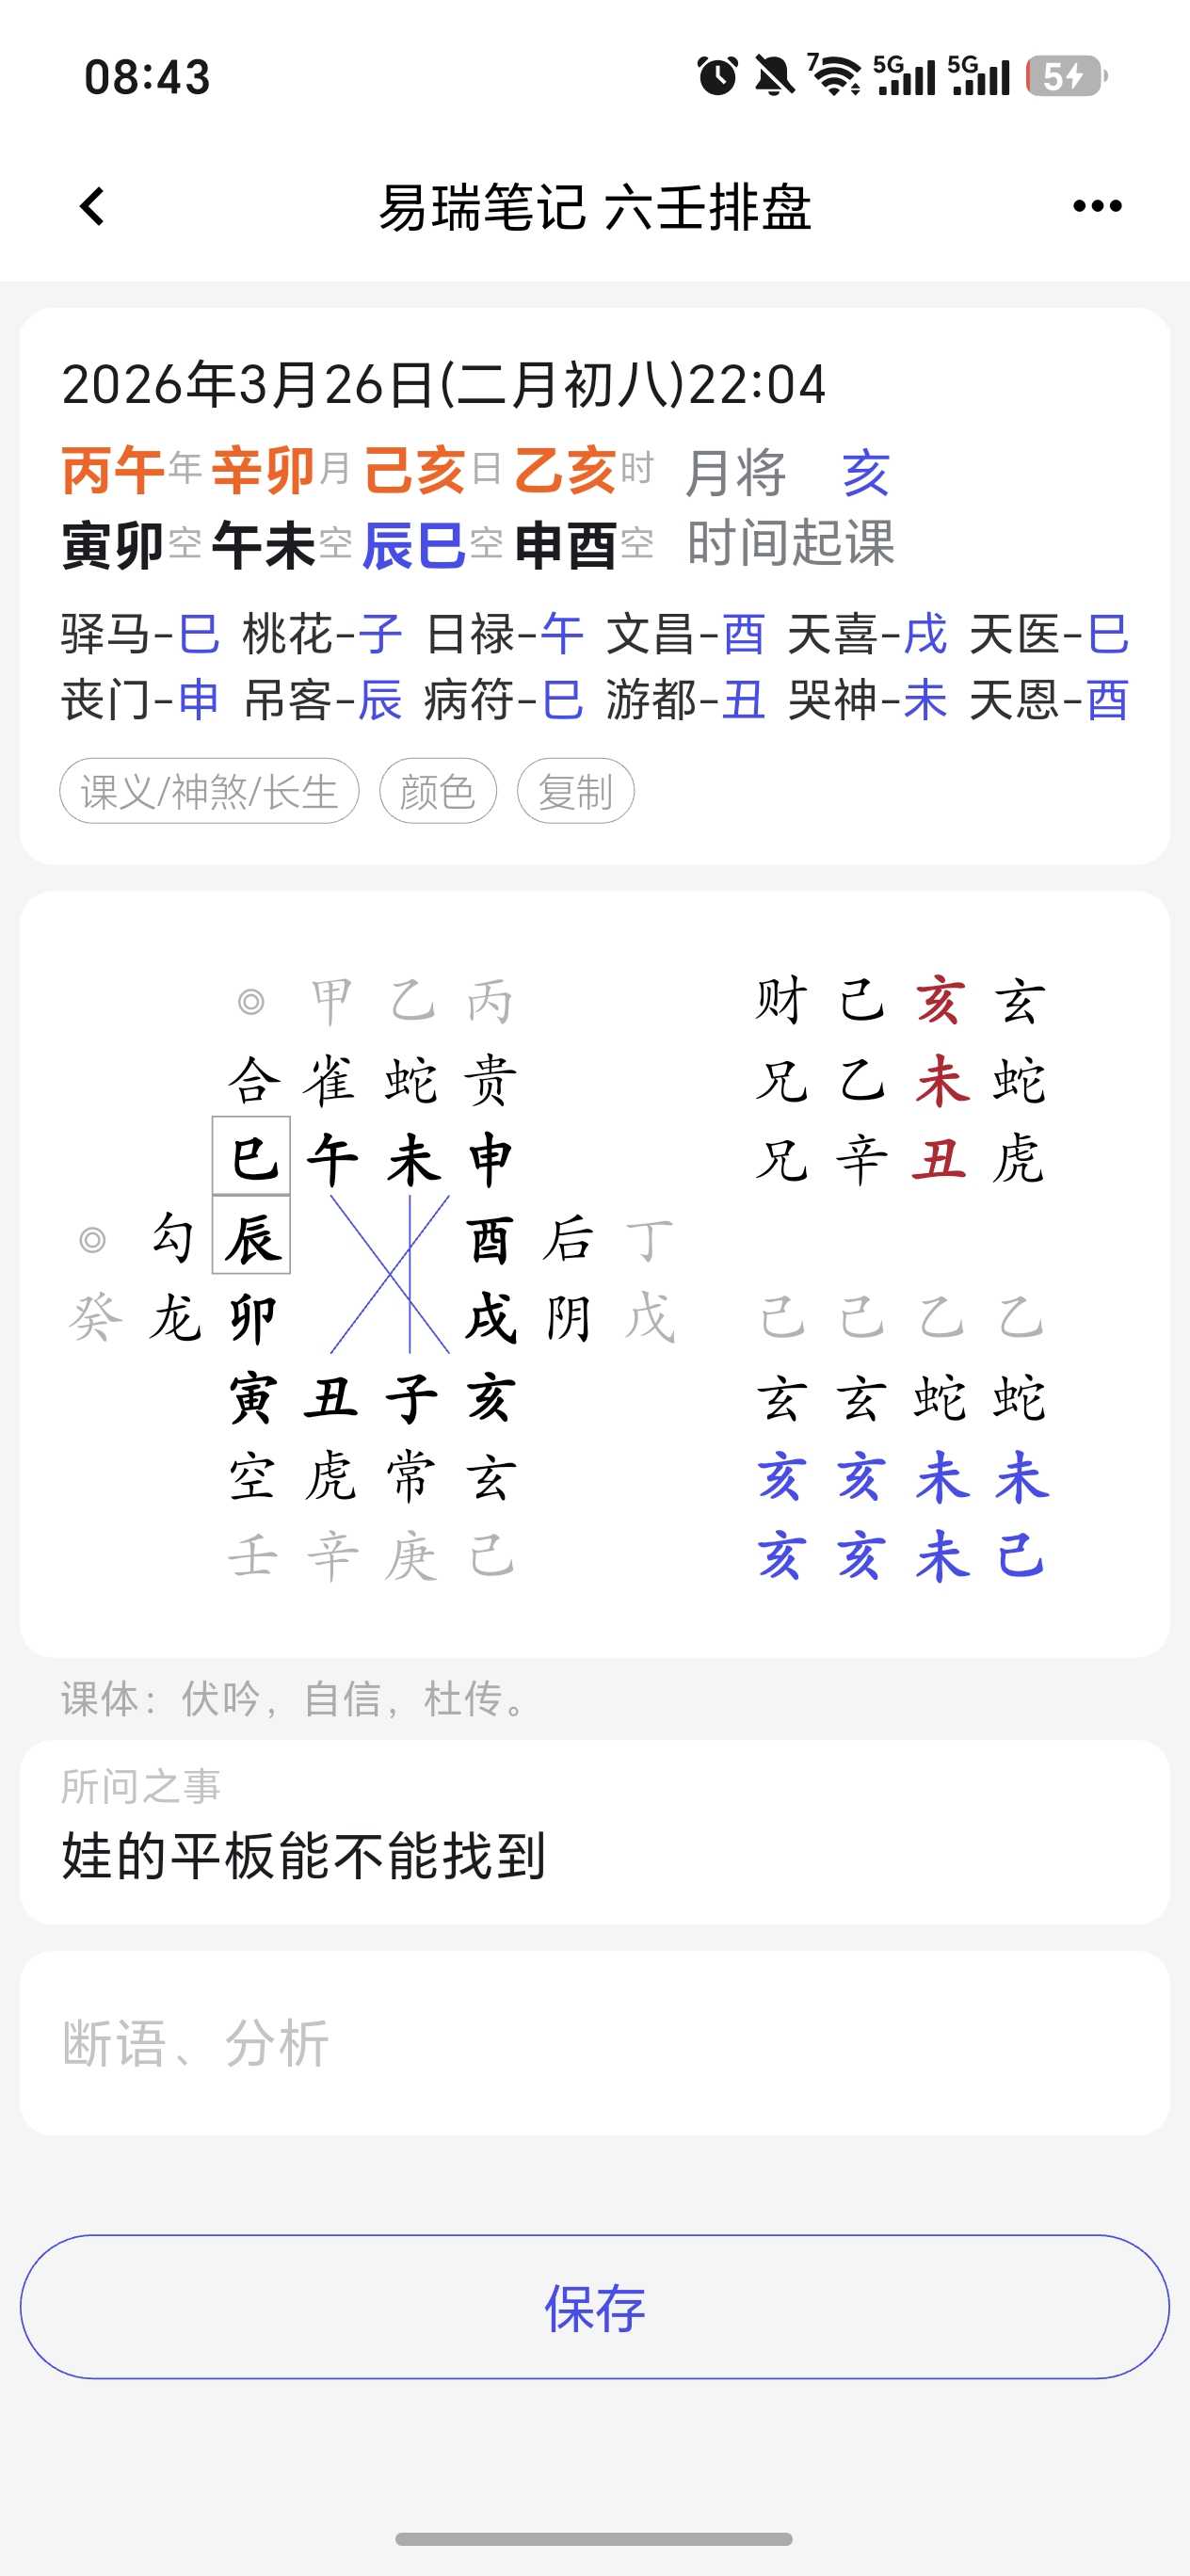 08:43
7 5G 5G 5
易瑞笔记 六壬排盘
2026年3月26日(二月初八)22:04
丙午年 辛卯月 己亥日 乙亥时 月将 亥
寅卯空 午未空 辰巳空 申酉空 时间起课
驿马-巳 桃花-子 日禄-午 文昌-酉 天喜-戌 天医-巳
丧门-申 吊客-辰 病符-巳 游都-丑 哭神-未 天恩-酉
课义/神煞/长生 颜色 复制
◎ 甲 乙 丙 财 己 亥 玄
合 雀 蛇 贵 兄 乙 未 蛇
巳 午 未 申 兄 辛 丑 虎
◎ 勾 辰 酉 后 丁
癸 龙 卯 戌 阴 戊 己 己 乙 乙
寅 丑 子 亥 玄 玄 蛇 蛇
空 虎 常 玄 亥 亥 未 未
壬 辛 庚 己 亥 亥 未 己
课体：伏吟，自信，杜传。
所问之事
娃的平板能不能找到
断语、分析
保存